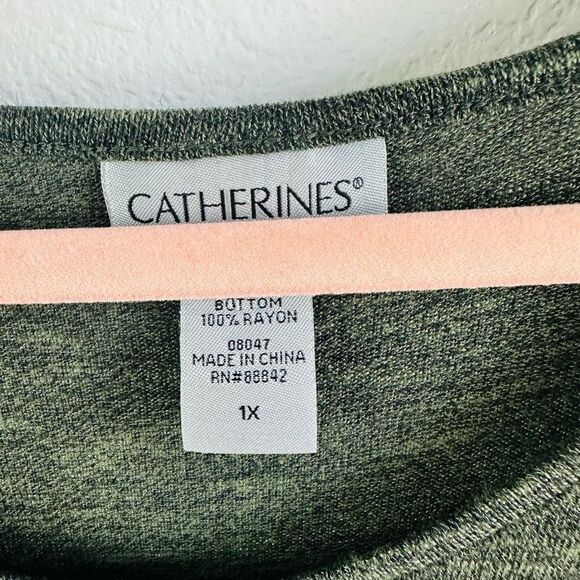 CATHERINES®
BOTTOM
100% RAYON
08047
MADE IN CHINA
RN#88842
1X